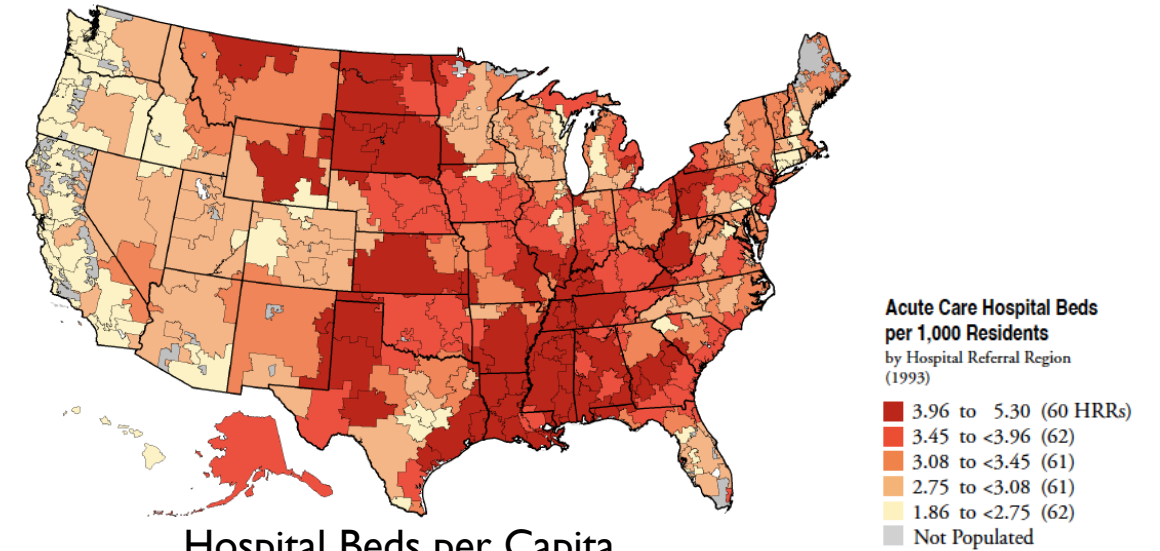 Acute Care Hospital Beds
per 1,000 Residents
by Hospital Referral Region
(1993)
3.96 to 5.30 (60 HRRs)
3.45 to <3.96 (62)
3.08 to <3.45 (61)
2.75 to <3.08 (61)
1.86 to <2.75 (62)
Not Populated
Hospital Beds per Capita